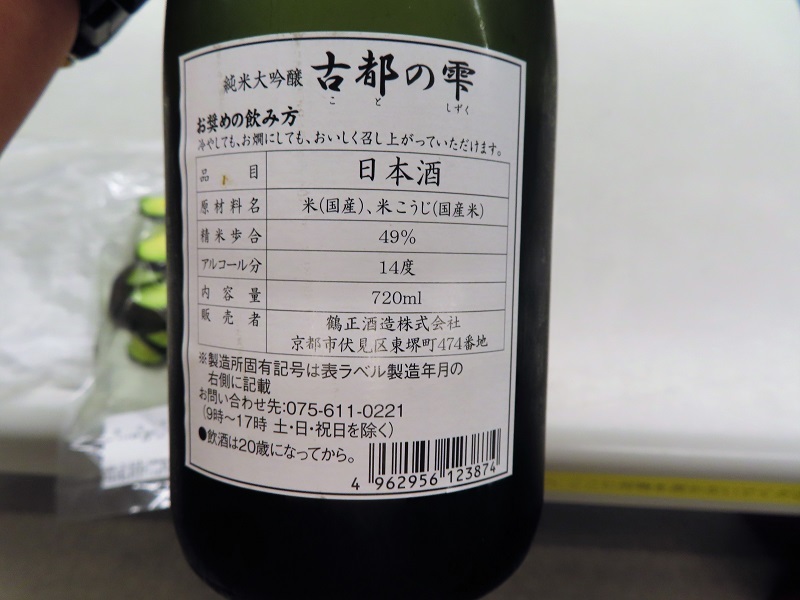 純米大吟醸 古都の雫
こと しずく
お奨めの飲み方
冷やしても、お燗にしても、おいしく召し上がっていただけます。
品目 日本酒
原材料名 米(国産)、米こうじ(国産米)
精米歩合 49%
アルコール分 14度
内容量 720ml
販売者 鶴正酒造株式会社
京都市伏見区東堺町474番地
※製造所固有記号は表ラベル製造年月の
右側に記載
お問い合わせ先:075-611-0221
(9時〜17時 土・日・祝日を除く)
●飲酒は20歳になってから。
4 962956 123874